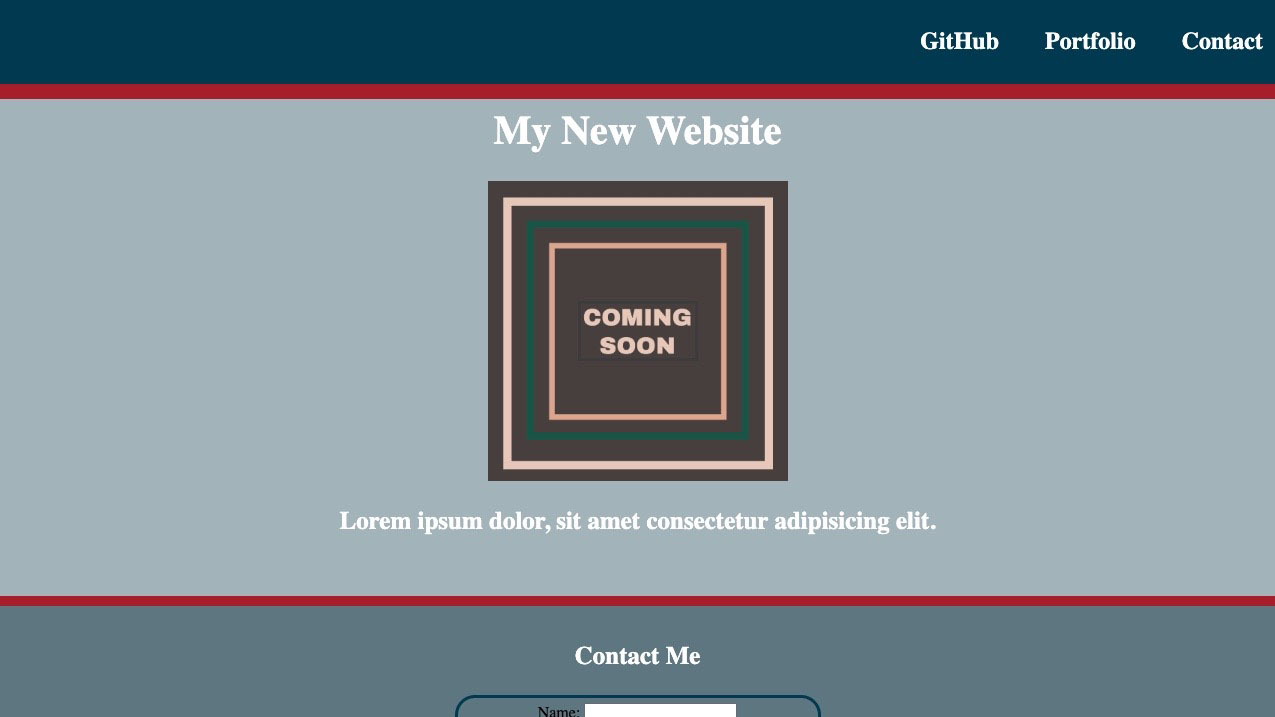 GitHub Portfolio Contact
My New Website
COMING
SOON
Lorem ipsum dolor, sit amet consectetur adipisicing elit.
Contact Me
Name: